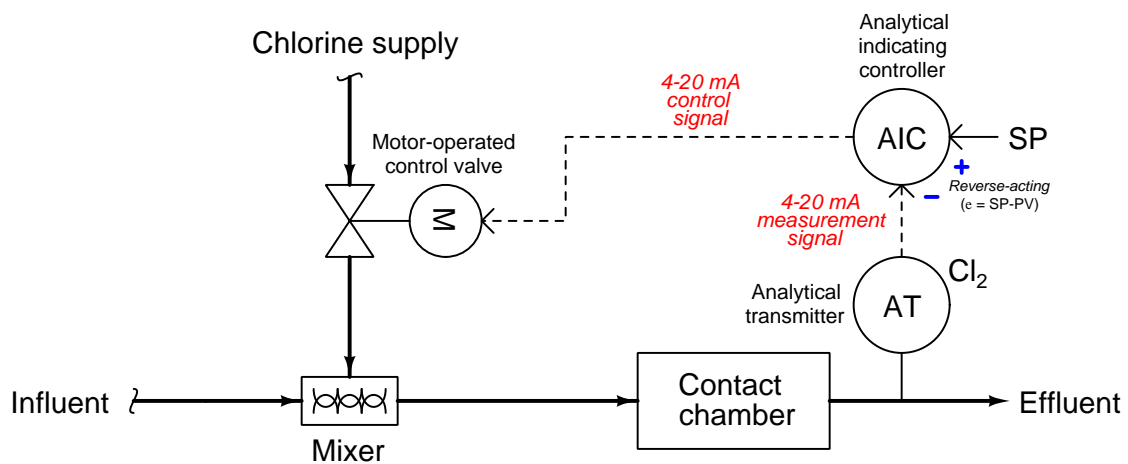 Chlorine supply
Analytical
indicating
controller
4-20 mA
control
signal
Motor-operated
control valve
AIC
SP
+
−
Reverse-acting
(e = SP-PV)
4-20 mA
measurement
signal
M
Cl2
Analytical
transmitter
AT
Influent
Mixer
Contact
chamber
Effluent